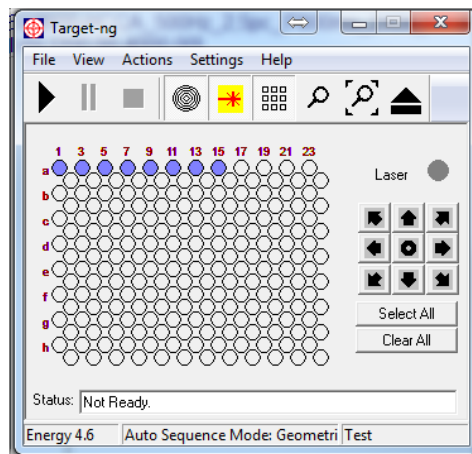 Target-ng
File View Actions Settings Help
1 3 5 7 9 11 13 15 17 19 21 23
a
b
c
d
e
f
g
h
Laser
Select All
Clear All
Status: Not Ready.
Energy 4.6 Auto Sequence Mode: Geometri Test